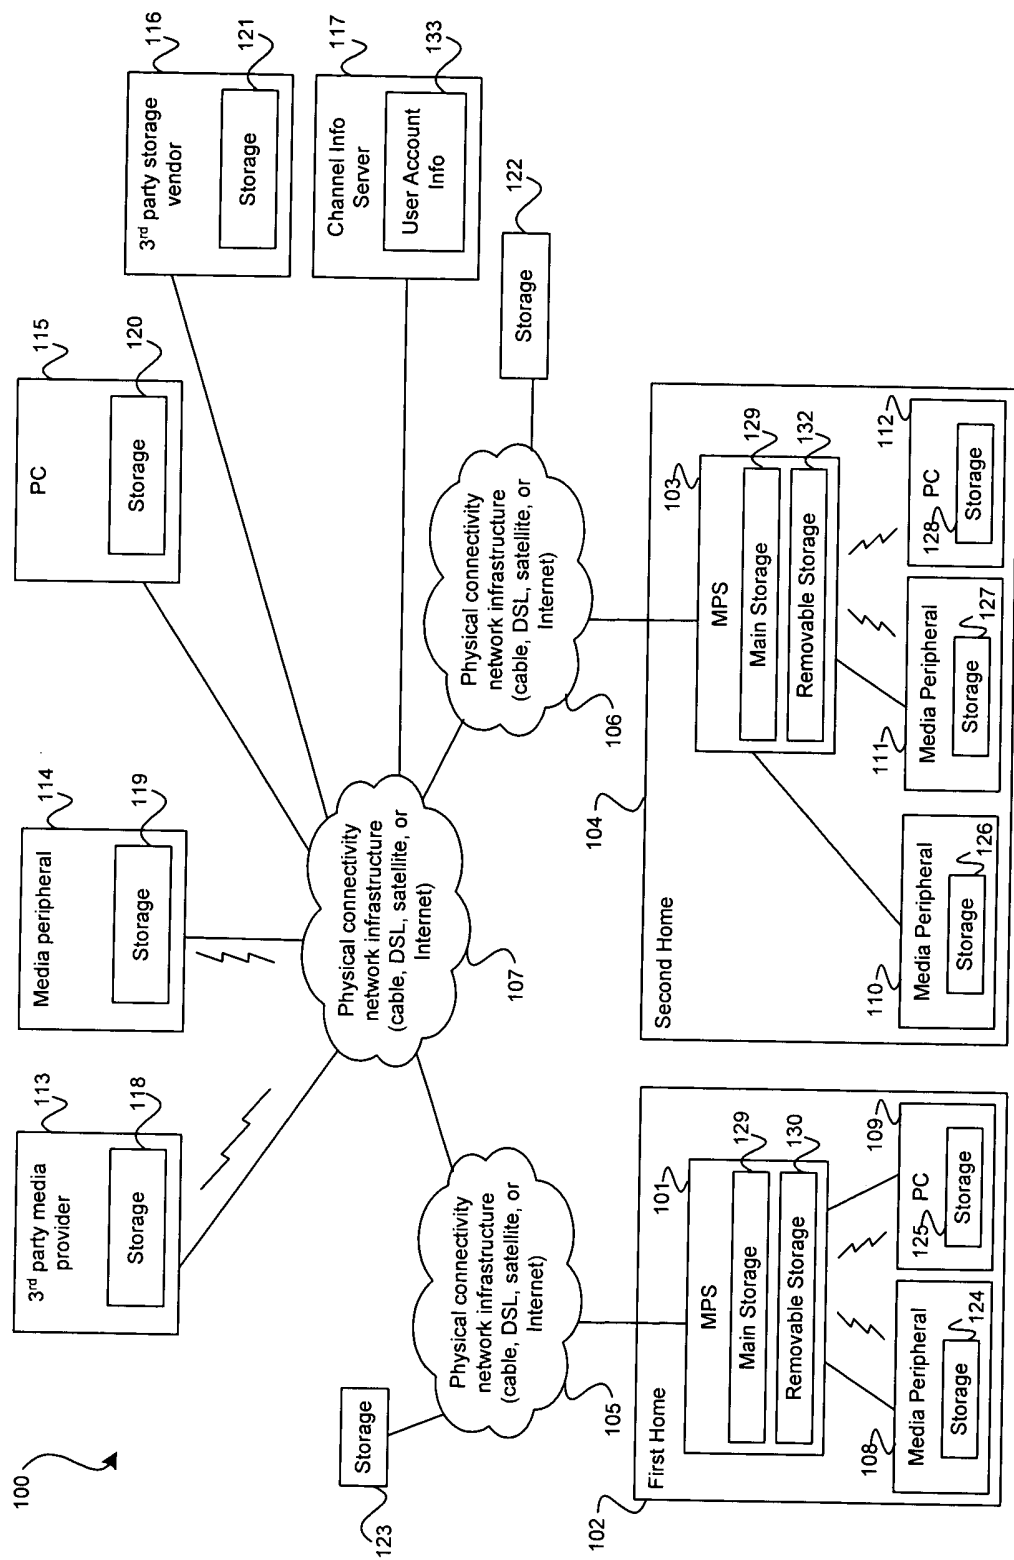 100
3rd party media
provider
Storage
113
118
Media peripheral
Storage
114
119
PC
Storage
115
120
3rd party storage
vendor
Storage
116
121
Channel Info
Server
User Account
Info
117
133
Storage
123
Physical connectivity
network infrastructure
(cable, DSL, satellite, or
Internet)
105
Physical connectivity
network infrastructure
(cable, DSL, satellite, or
Internet)
107
Physical connectivity
network infrastructure
(cable, DSL, satellite, or
Internet)
106
Storage
122
First Home
102
MPS
101
Main Storage
129
Removable Storage
130
Media Peripheral
108
Storage
124
PC
109
125
Storage
Second Home
104
MPS
103
Main Storage
129
Removable Storage
132
Media Peripheral
110
Storage
126
Media Peripheral
111
Storage
127
PC
112
128
Storage